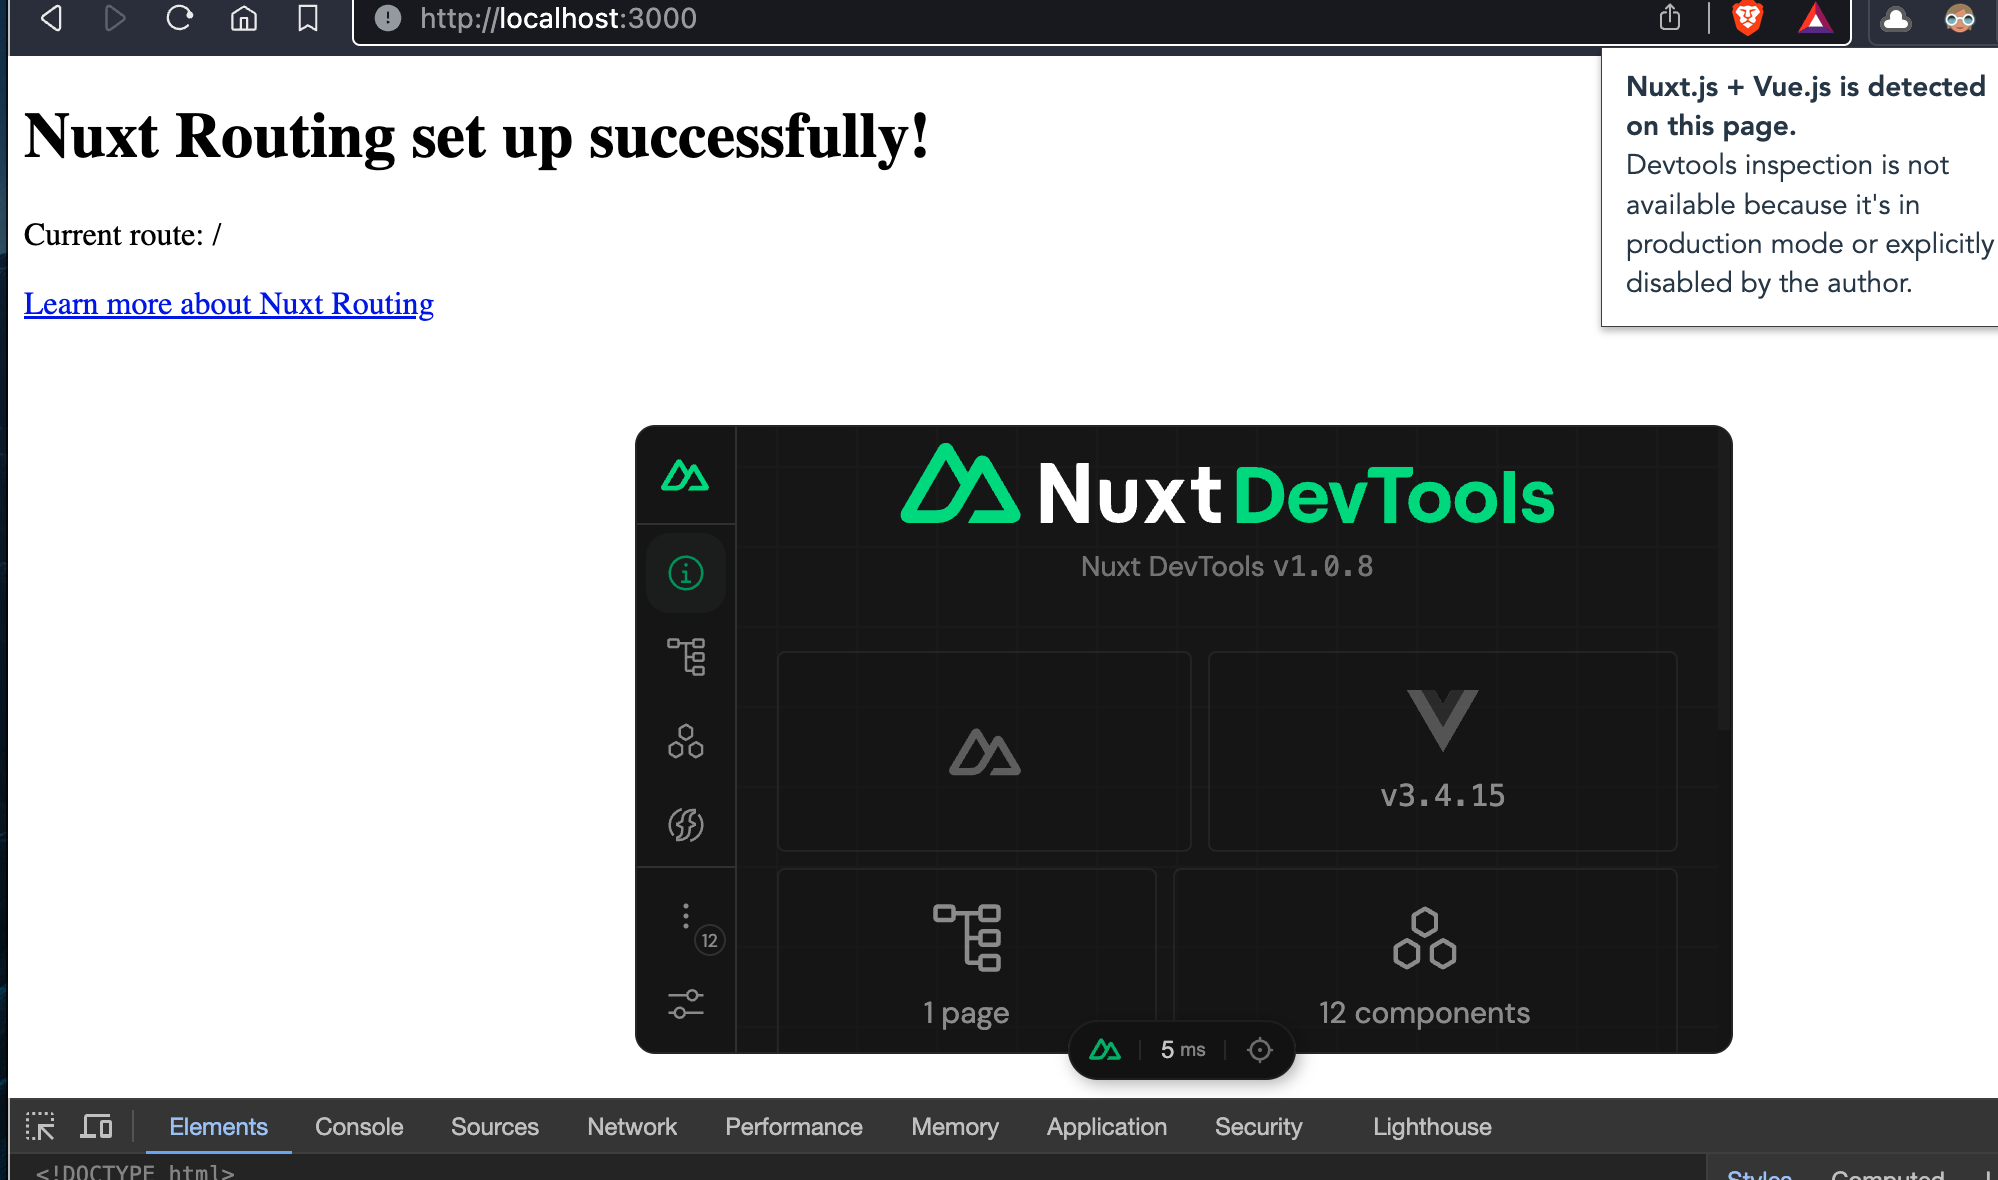 http://localhost:3000
Nuxt.js + Vue.js is detected
on this page.
Devtools inspection is not
available because it's in
production mode or explicitly
disabled by the author.
Nuxt Routing set up successfully!
Current route: /
Learn more about Nuxt Routing
Nuxt DevTools
Nuxt DevTools v1.0.8
v3.4.15
12
1 page
12 components
5 ms
Elements Console Sources Network Performance Memory Application Security Lighthouse
<!DOCTYPE html>
Styles Computed